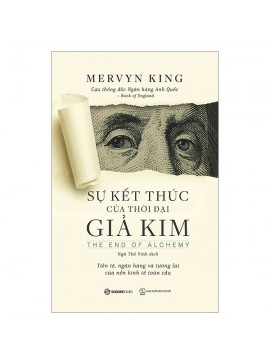 MERVYN KING
Cựu thống đốc Ngân hàng Anh Quốc
- Bank of England
SỰ KẾT THÚC
CỦA THỜI ĐẠI
GIẢ KIM
THE END OF ALCHEMY
Ngô Thế Vinh dịch
Tiền tệ, ngân hàng và tương lai
của nền kinh tế toàn cầu